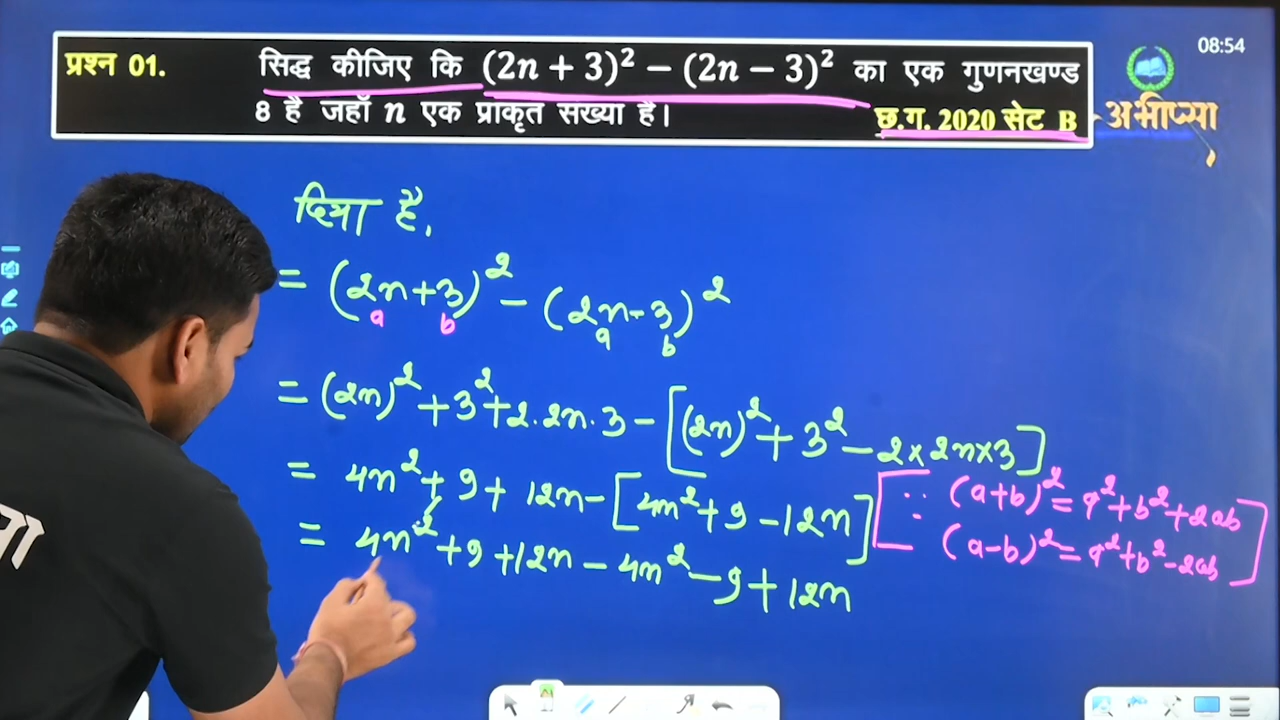 प्रश्न 01. सिद्ध कीजिए कि (2n + 3)² − (2n − 3)² का एक गुणनखण्ड
8 है जहाँ n एक प्राकृत संख्या है।
छ.ग. 2020 सेट B
08:54
अभीप्सा
दिया है,
= (2n+3)² - (2n-3)²
a b a b
= (2n)² + 3² + 2.2n.3 - [(2n)² + 3² - 2×2n×3]
= 4n² + 9 + 12n - [4n² + 9 - 12n]
[∵ (a+b)² = a² + b² + 2ab
(a-b)² = a² + b² - 2ab]
= 4n² + 9 + 12n - 4n² - 9 + 12n